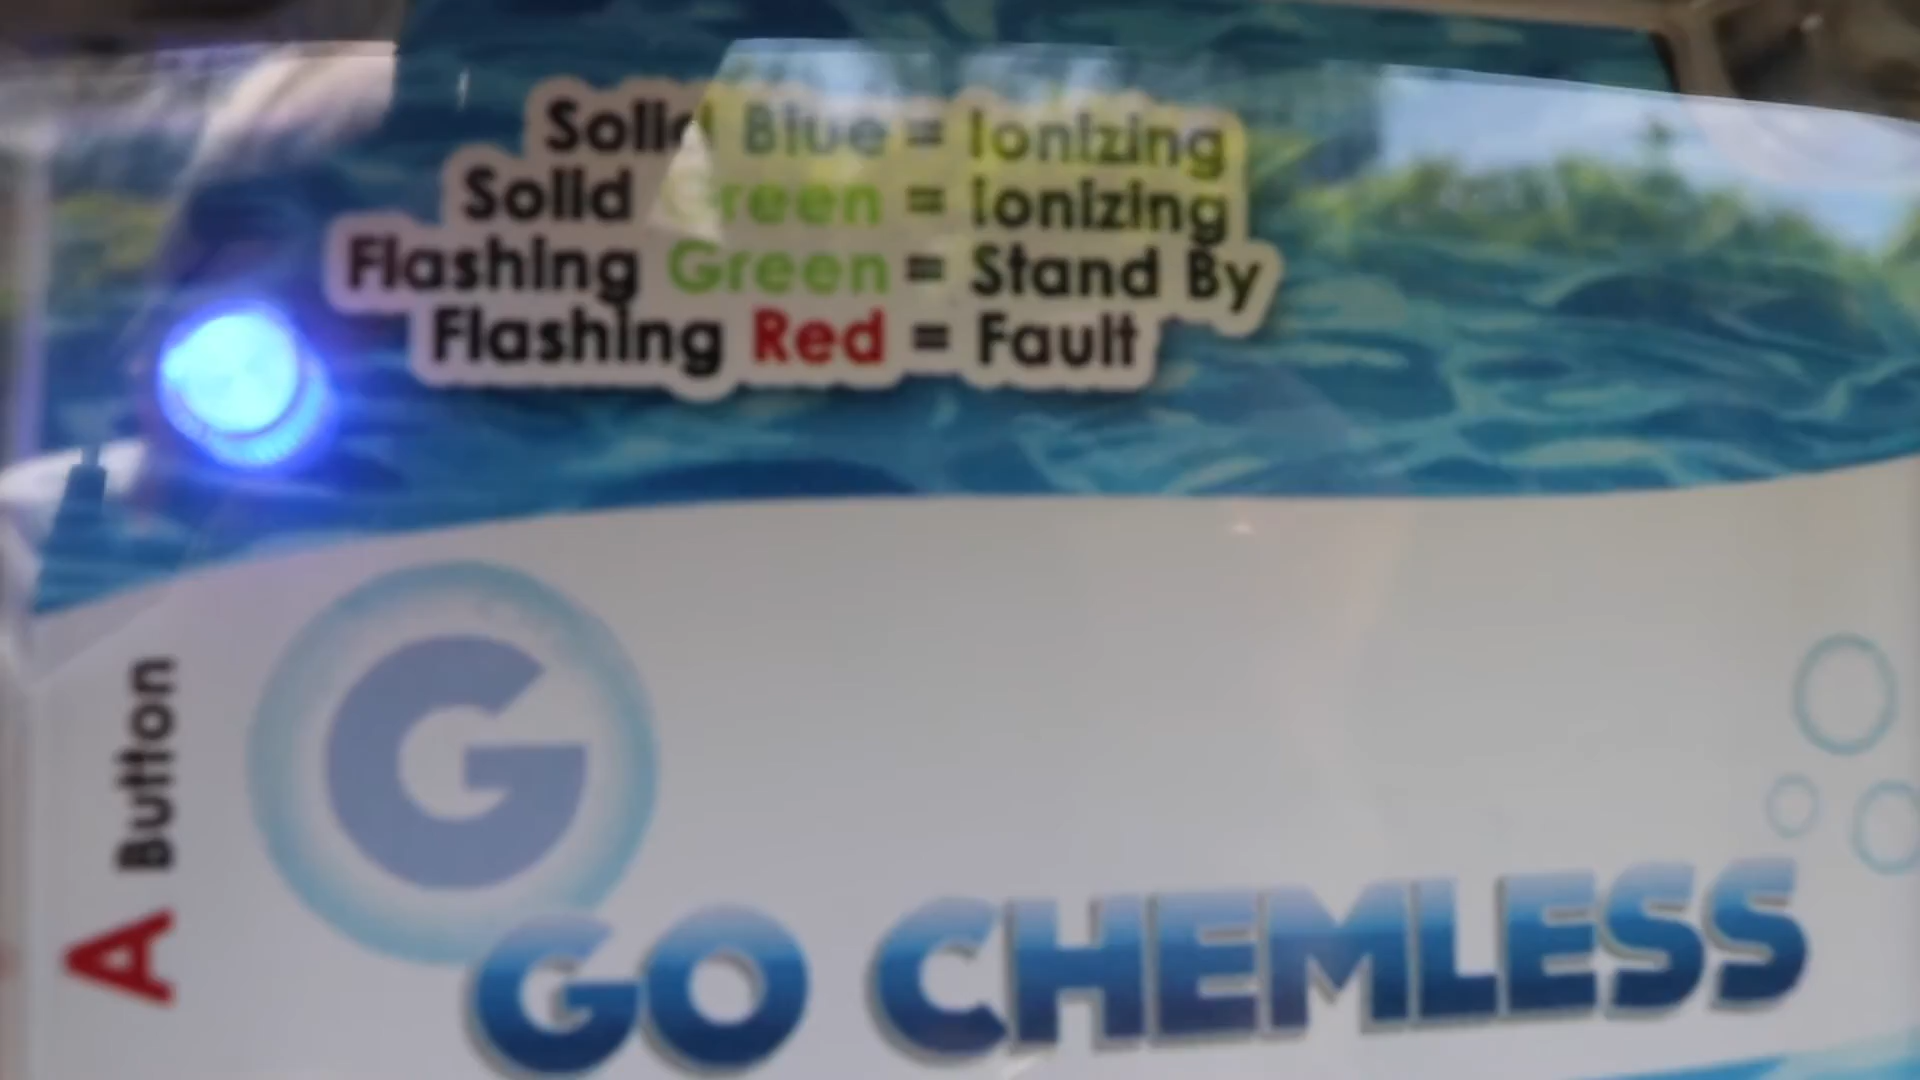 Solid Blue = Ionizing
Solid Green = Ionizing
Flashing Green = Stand By
Flashing Red = Fault
A Button
G
GO CHEMLESS